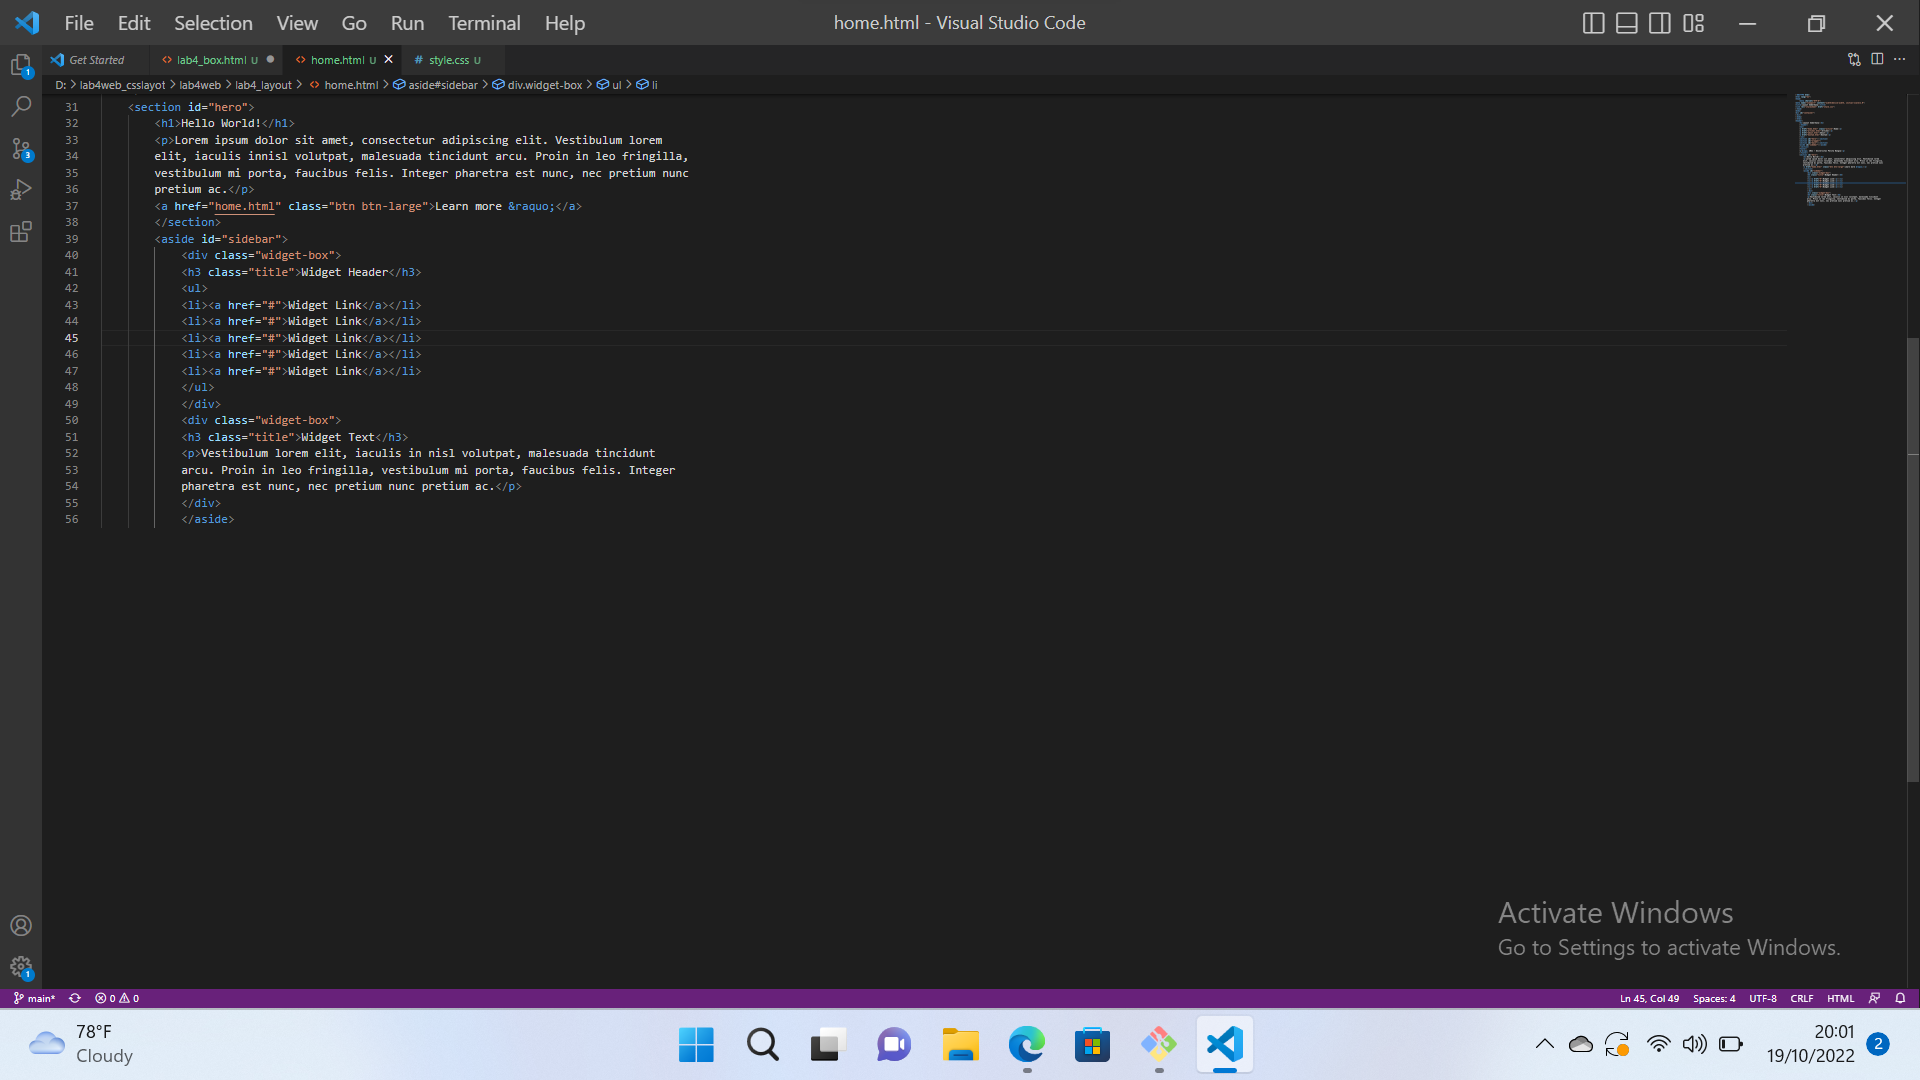 File Edit Selection View Go Run Terminal Help
home.html - Visual Studio Code
Get Started
lab4_box.html U
home.html U
style.css U
D: > lab4web_csslayot > lab4web > lab4_layout > home.html > aside#sidebar > div.widget-box > ul > li
31 <section id="hero">
32 <h1>Hello World!</h1>
33 <p>Lorem ipsum dolor sit amet, consectetur adipiscing elit. Vestibulum lorem
34 elit, iaculis innisl volutpat, malesuada tincidunt arcu. Proin in leo fringilla,
35 vestibulum mi porta, faucibus felis. Integer pharetra est nunc, nec pretium nunc
36 pretium ac.</p>
37 <a href="home.html" class="btn btn-large">Learn more &raquo;</a>
38 </section>
39 <aside id="sidebar">
40 <div class="widget-box">
41 <h3 class="title">Widget Header</h3>
42 <ul>
43 <li><a href="#">Widget Link</a></li>
44 <li><a href="#">Widget Link</a></li>
45 <li><a href="#">Widget Link</a></li>
46 <li><a href="#">Widget Link</a></li>
47 <li><a href="#">Widget Link</a></li>
48 </ul>
49 </div>
50 <div class="widget-box">
51 <h3 class="title">Widget Text</h3>
52 <p>Vestibulum lorem elit, iaculis in nisl volutpat, malesuada tincidunt
53 arcu. Proin in leo fringilla, vestibulum mi porta, faucibus felis. Integer
54 pharetra est nunc, nec pretium nunc pretium ac.</p>
55 </div>
56 </aside>
1
3
1
Activate Windows
Go to Settings to activate Windows.
main* 0 0
Ln 45, Col 49 Spaces: 4 UTF-8 CRLF HTML
78°F
Cloudy
20:01
19/10/2022
2